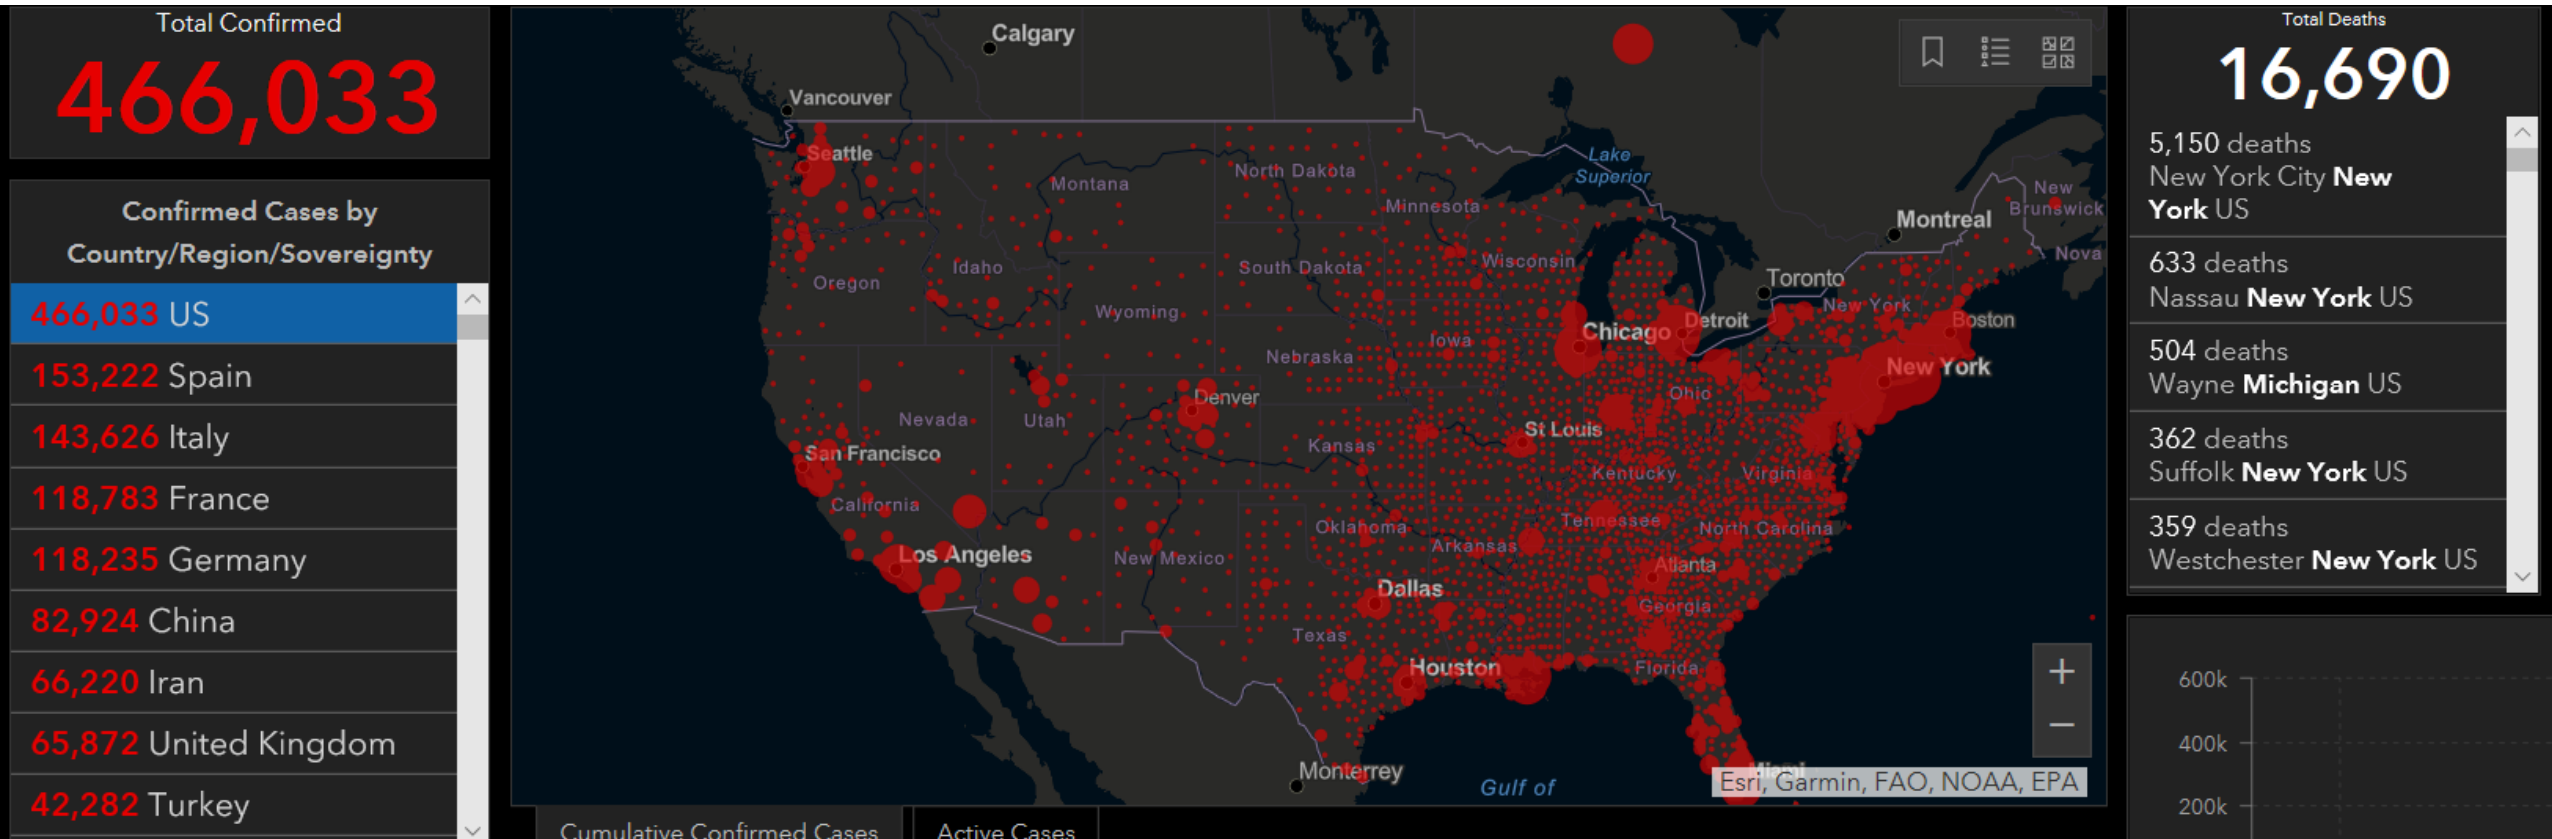 Total Confirmed
466,033
Confirmed Cases by
Country/Region/Sovereignty
466,033 US
153,222 Spain
143,626 Italy
118,783 France
118,235 Germany
82,924 China
66,220 Iran
65,872 United Kingdom
42,282 Turkey
Calgary
Vancouver
Seattle
Lake
Superior
Montana
North Dakota
Minnesota
New
Brunswick
Montreal
Nova
Oregon
Idaho
South Dakota
Wisconsin
Toronto
Wyoming
New York
Chicago
Detroit
Boston
Iowa
Nebraska
New York
Ohio
Denver
Nevada
Utah
St Louis
Kansas
San Francisco
Kentucky
Virginia
California
Oklahoma
Tennessee
North Carolina
Los Angeles
New Mexico
Arkansas
Atlanta
Dallas
Georgia
Texas
Houston
Florida
Monterrey
Miami
Gulf of
Esri, Garmin, FAO, NOAA, EPA
Cumulative Confirmed Cases
Active Cases
Total Deaths
16,690
5,150 deaths
New York City New
York US
633 deaths
Nassau New York US
504 deaths
Wayne Michigan US
362 deaths
Suffolk New York US
359 deaths
Westchester New York US
600k
400k
200k